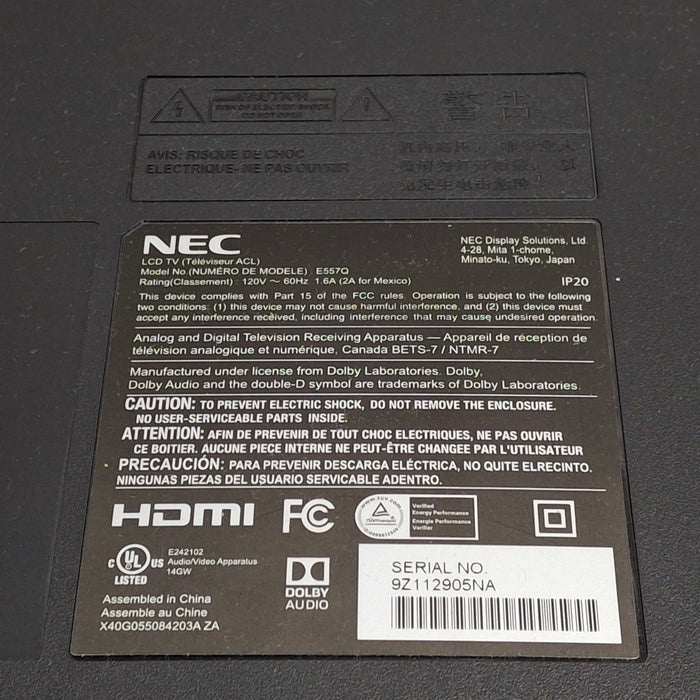 CAUTION
RISK OF ELECTRIC SHOCK
DO NOT OPEN
警告
AVIS: RISQUE DE CHOC
ELECTRIQUE- NE PAS OUVRIR
NEC
LCD TV (Téléviseur ACL)
Model No.(NUMÉRO DE MODELE) : E557Q
Rating(Classement) : 120V ～ 60Hz 1.6A (2A for Mexico)
NEC Display Solutions, Ltd.
4-28, Mita 1-chome,
Minato-ku, Tokyo, Japan
IP20
This device complies with Part 15 of the FCC rules. Operation is subject to the following
two conditions: (1) this device may not cause harmful interference, and (2) this device must
accept any interference received, including interference that may cause undesired operation.
Analog and Digital Television Receiving Apparatus — Appareil de réception de
télévision analogique et numérique, Canada BETS-7 / NTMR-7
Manufactured under license from Dolby Laboratories. Dolby,
Dolby Audio and the double-D symbol are trademarks of Dolby Laboratories.
CAUTION: TO PREVENT ELECTRIC SHOCK, DO NOT REMOVE THE ENCLOSURE.
NO USER-SERVICEABLE PARTS INSIDE.
ATTENTION: AFIN DE PREVENIR DE TOUT CHOC ELECTRIQUES, NE PAS OUVRIR
CE BOITIER. AUCUNE PIECE INTERNE NE PEUT-ÊTRE CHANGEE PAR L'UTILISATEUR
PRECAUCIÓN: PARA PREVENIR DESCARGA ELÉCTRICA, NO QUITE ELRECINTO.
NINGUNAS PIEZAS DEL USUARIO SERVICABLE ADENTRO.
HDMI
FC
www.tuv.com
TÜVRheinland
Verified
Energy Performance
Energie Performance
Vérifié
c UL US
LISTED
E242102
Audio/Video Apparatus
14GW
DOLBY
AUDIO
Assembled in China
Assemble au Chine
X40G055084203A ZA
SERIAL NO.
9Z112905NA